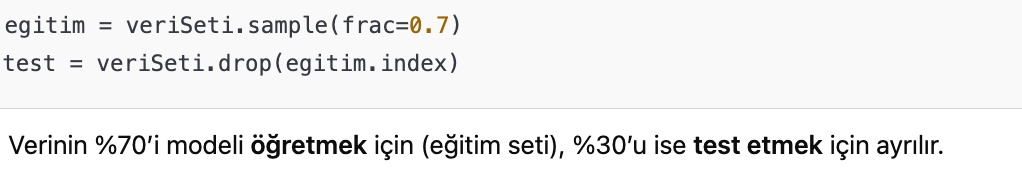 egitim = veriSeti.sample(frac=0.7)
test = veriSeti.drop(egitim.index)
Verinin %70’i modeli öğretmek için (eğitim seti), %30’u ise test etmek için ayrılır.